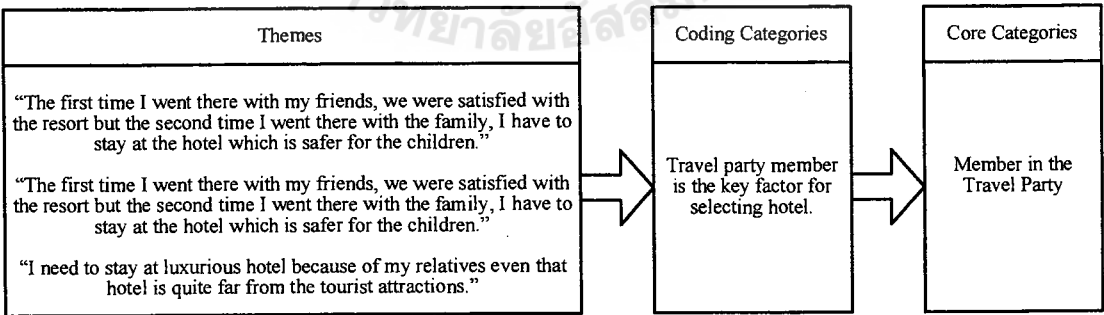 Themes
Coding Categories
Core Categories
“The first time I went there with my friends, we were satisfied with
the resort but the second time I went there with the family, I have to
stay at the hotel which is safer for the children.”
“The first time I went there with my friends, we were satisfied with
the resort but the second time I went there with the family, I have to
stay at the hotel which is safer for the children.”
“I need to stay at luxurious hotel because of my relatives even that
hotel is quite far from the tourist attractions.”
Travel party member
is the key factor for
selecting hotel.
Member in the
Travel Party